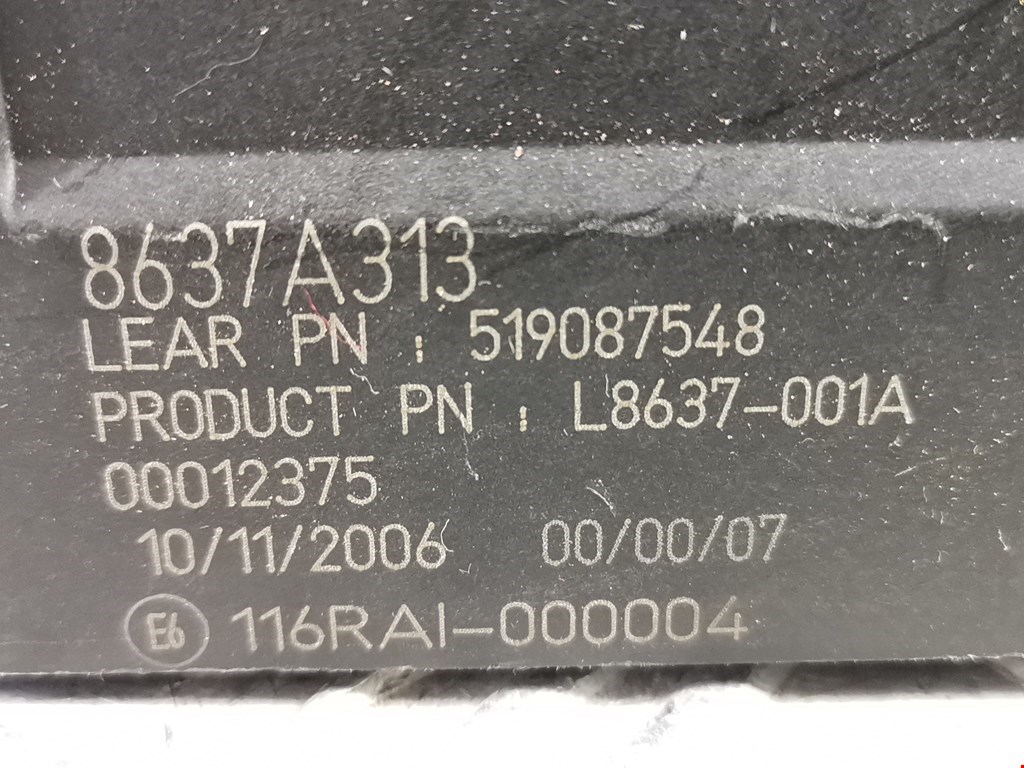 8637A313
LEAR PN : 519087548
PRODUCT PN : L8637-001A
00012375
10/11/2006 00/00/07
E6 116RAI-000004